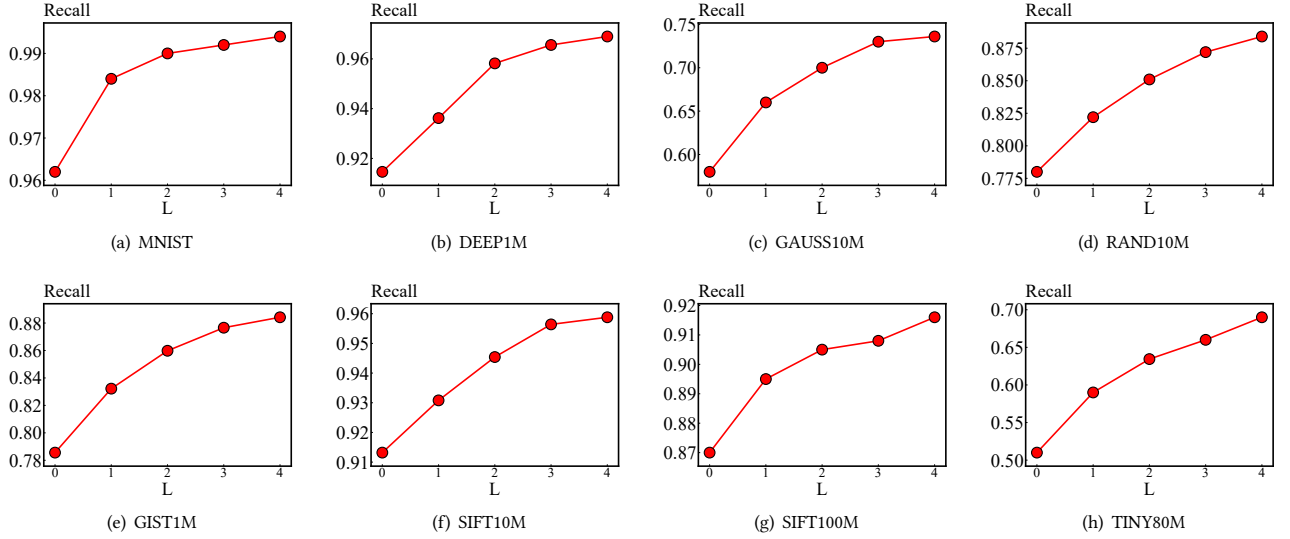 Recall
0.99
0.98
0.97
0.96
0 1 2 3 4
L
(a) MNIST
Recall
0.96
0.94
0.92
0 1 2 3 4
L
(b) DEEP1M
Recall
0.75
0.70
0.65
0.60
0 1 2 3 4
L
(c) GAUSS10M
Recall
0.875
0.850
0.825
0.800
0.775
0 1 2 3 4
L
(d) RAND10M
Recall
0.88
0.86
0.84
0.82
0.80
0.78
0 1 2 3 4
L
(e) GIST1M
Recall
0.96
0.95
0.94
0.93
0.92
0.91
0 1 2 3 4
L
(f) SIFT10M
Recall
0.92
0.91
0.90
0.89
0.88
0.87
0 1 2 3 4
L
(g) SIFT100M
Recall
0.70
0.65
0.60
0.55
0.50
0 1 2 3 4
L
(h) TINY80M